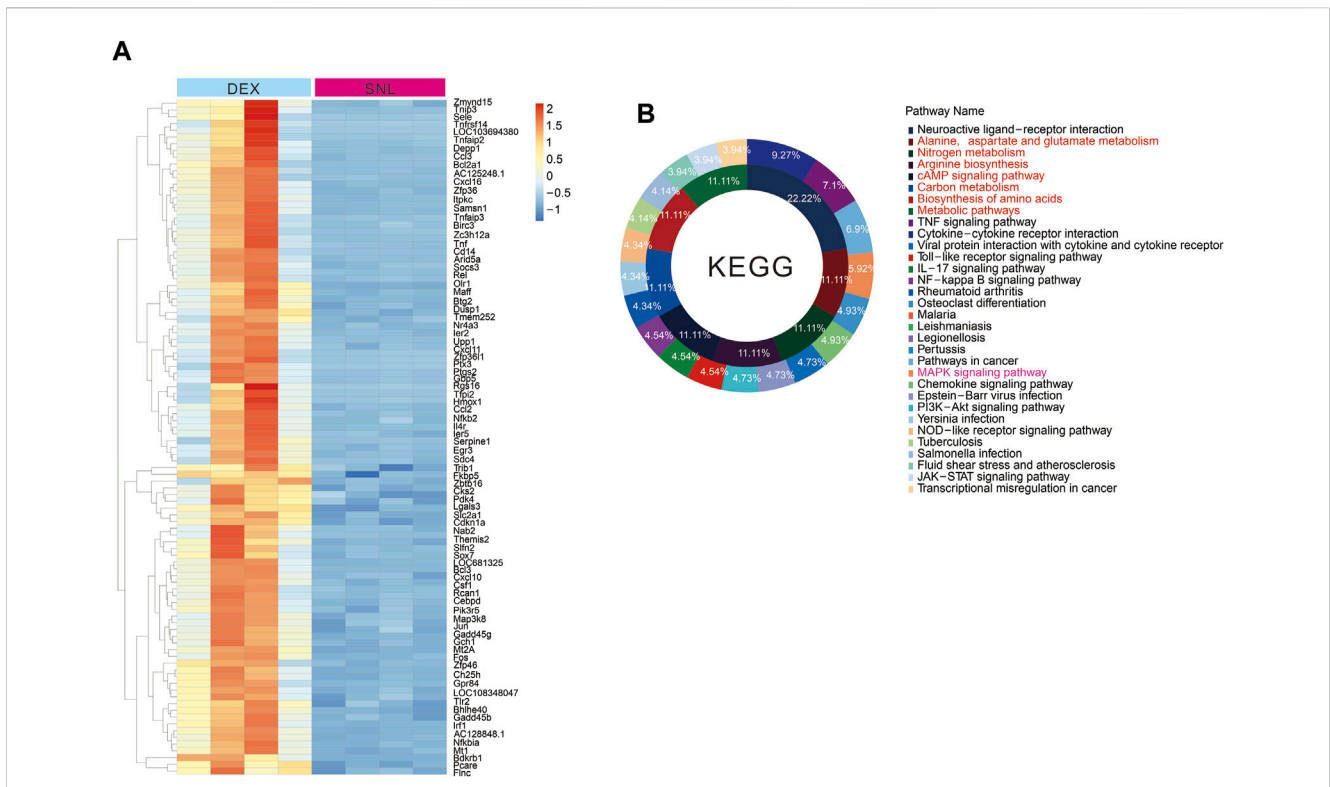 A
DEX
SNL
2
1.5
1
0.5
0
−0.5
−1
Zmynd15
Tnip3
Sele
Tnfrsf14
LOC103694380
Tnfaip2
Depp1
Ccl3
Bcl2a1
AC125248.1
Cxcl16
Zfp36
Itpkc
Samsn1
Tnfaip3
Birc3
Zc3h12a
Tnf
Cd14
Arid5a
Socs3
Rel
Olr1
Maff
Btg2
Dusp1
Tmem252
Nr4a3
Ier2
Upp1
Cxcl11
Zfp36l1
Ptx3
Ptgs2
Gbp5
Rgs16
Tfpi2
Hmox1
Ccl2
Nfkb2
Il4r
Ier5
Serpine1
Egr3
Sdc4
Trib1
Fkbp5
Zbtb16
Cks2
Pdk4
Lgals3
Slc2a1
Cdkn1a
Nab2
Themis2
Slfn2
Sox7
LOC681325
Bcl3
Cxcl10
Csf1
Rcan1
Cebpd
Pik3r5
Map3k8
Jun
Gadd45g
Gch1
Mt2A
Fos
Zfp46
Ch25h
Gpr84
LOC108348047
Tlr2
Bhlhe40
Gadd45b
Irf1
AC128848.1
Nfkbia
Mt1
Bdkrb1
Pcare
Flnc
B
KEGG
9.27%
7.1%
6.9%
5.92%
4.93%
4.93%
4.73%
4.73%
4.73%
4.54%
4.54%
4.54%
4.34%
4.34%
4.34%
4.14%
4.14%
3.94%
3.94%
3.94%
22.22%
11.11%
11.11%
11.11%
11.11%
11.11%
11.11%
11.11%
Pathway Name
Neuroactive ligand−receptor interaction
Alanine, aspartate and glutamate metabolism
Nitrogen metabolism
Arginine biosynthesis
cAMP signaling pathway
Carbon metabolism
Biosynthesis of amino acids
Metabolic pathways
TNF signaling pathway
Cytokine−cytokine receptor interaction
Viral protein interaction with cytokine and cytokine receptor
Toll−like receptor signaling pathway
IL−17 signaling pathway
NF−kappa B signaling pathway
Rheumatoid arthritis
Osteoclast differentiation
Malaria
Leishmaniasis
Legionellosis
Pertussis
Pathways in cancer
MAPK signaling pathway
Chemokine signaling pathway
Epstein−Barr virus infection
PI3K−Akt signaling pathway
Yersinia infection
NOD−like receptor signaling pathway
Tuberculosis
Salmonella infection
Fluid shear stress and atherosclerosis
JAK−STAT signaling pathway
Transcriptional misregulation in cancer